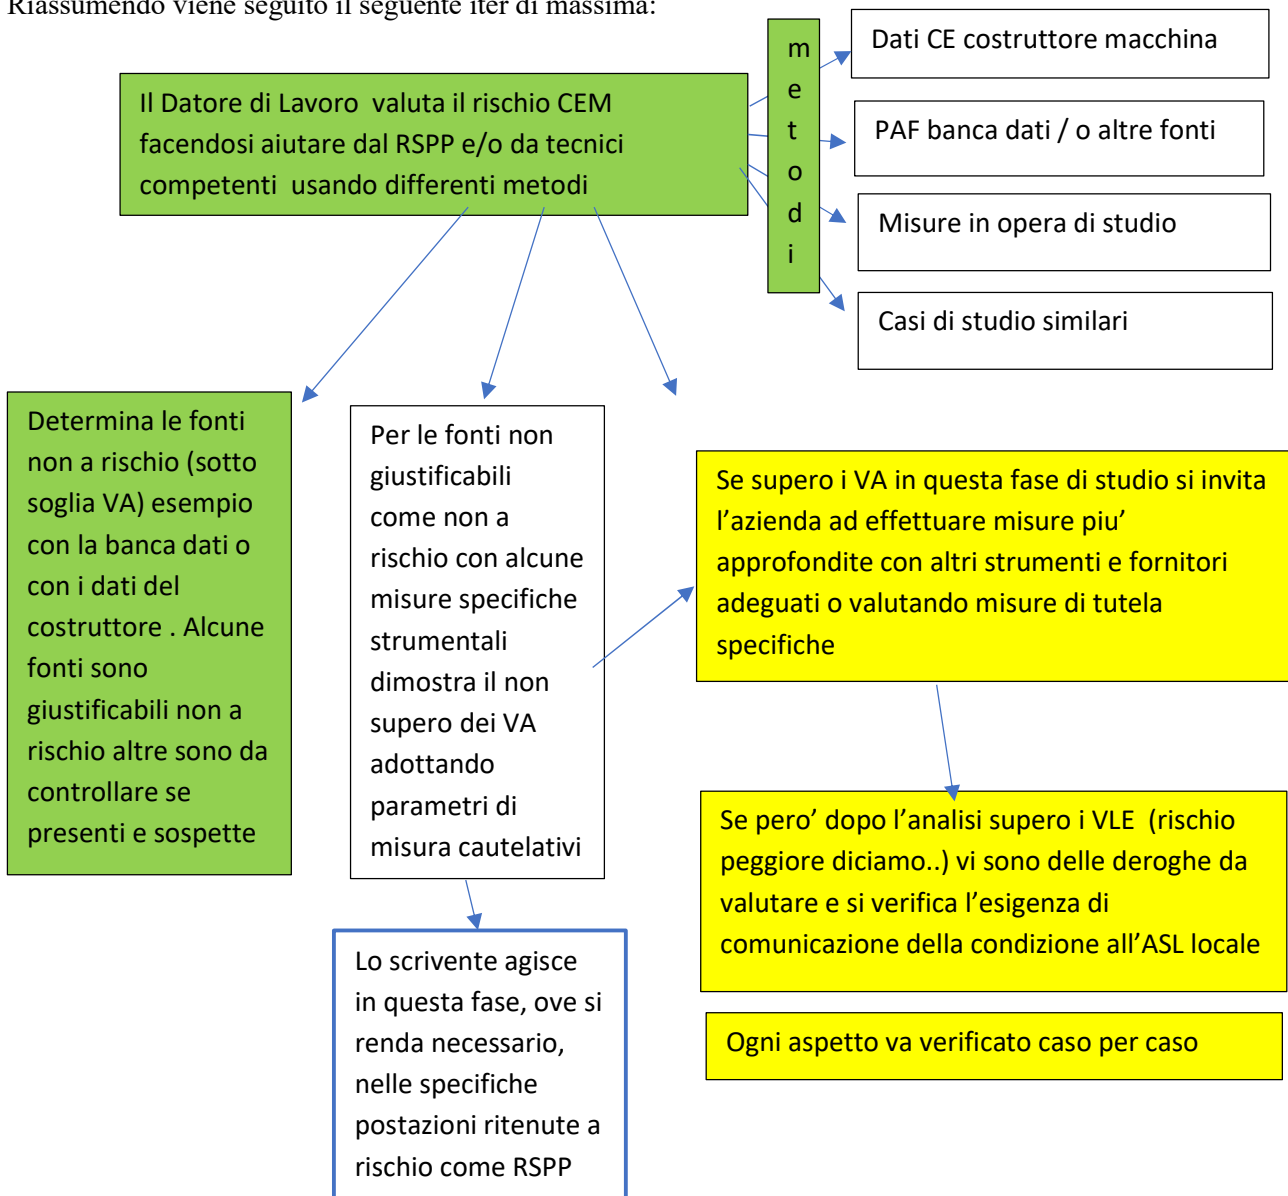 Riassumendo viene seguito il seguente iter di massima:
Il Datore di Lavoro valuta il rischio CEM
facendosi aiutare dal RSPP e/o da tecnici
competenti usando differenti metodi
m
e
t
o
d
i
Dati CE costruttore macchina
PAF banca dati / o altre fonti
Misure in opera di studio
Casi di studio similari
Determina le fonti
non a rischio (sotto
soglia VA) esempio
con la banca dati o
con i dati del
costruttore . Alcune
fonti sono
giustificabili non a
rischio altre sono da
controllare se
presenti e sospette
Per le fonti non
giustificabili
come non a
rischio con alcune
misure specifiche
strumentali
dimostra il non
supero dei VA
adottando
parametri di
misura cautelativi
Se supero i VA in questa fase di studio si invita
l’azienda ad effettuare misure piu’
approfondite con altri strumenti e fornitori
adeguati o valutando misure di tutela
specifiche
Se pero’ dopo l’analisi supero i VLE (rischio
peggiore diciamo..) vi sono delle deroghe da
valutare e si verifica l’esigenza di
comunicazione della condizione all’ASL locale
Lo scrivente agisce
in questa fase, ove si
renda necessario,
nelle specifiche
postazioni ritenute a
rischio come RSPP
Ogni aspetto va verificato caso per caso